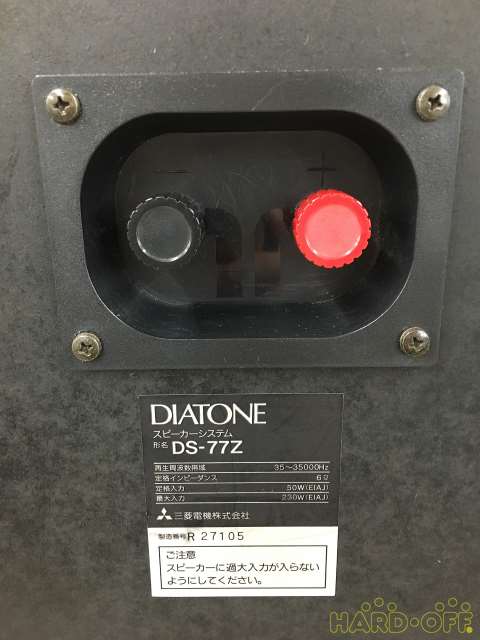 − +
DIATONE
スピーカーシステム
形名 DS-77Z
再生周波数帯域 35〜35000Hz
定格インピーダンス 6Ω
定格入力 50W(EIAJ)
最大入力 230W(EIAJ)
三菱電機株式会社
製造番号 R 27105
ご注意
スピーカーに過大入力が入らない
ようにしてください。
HARD・OFF